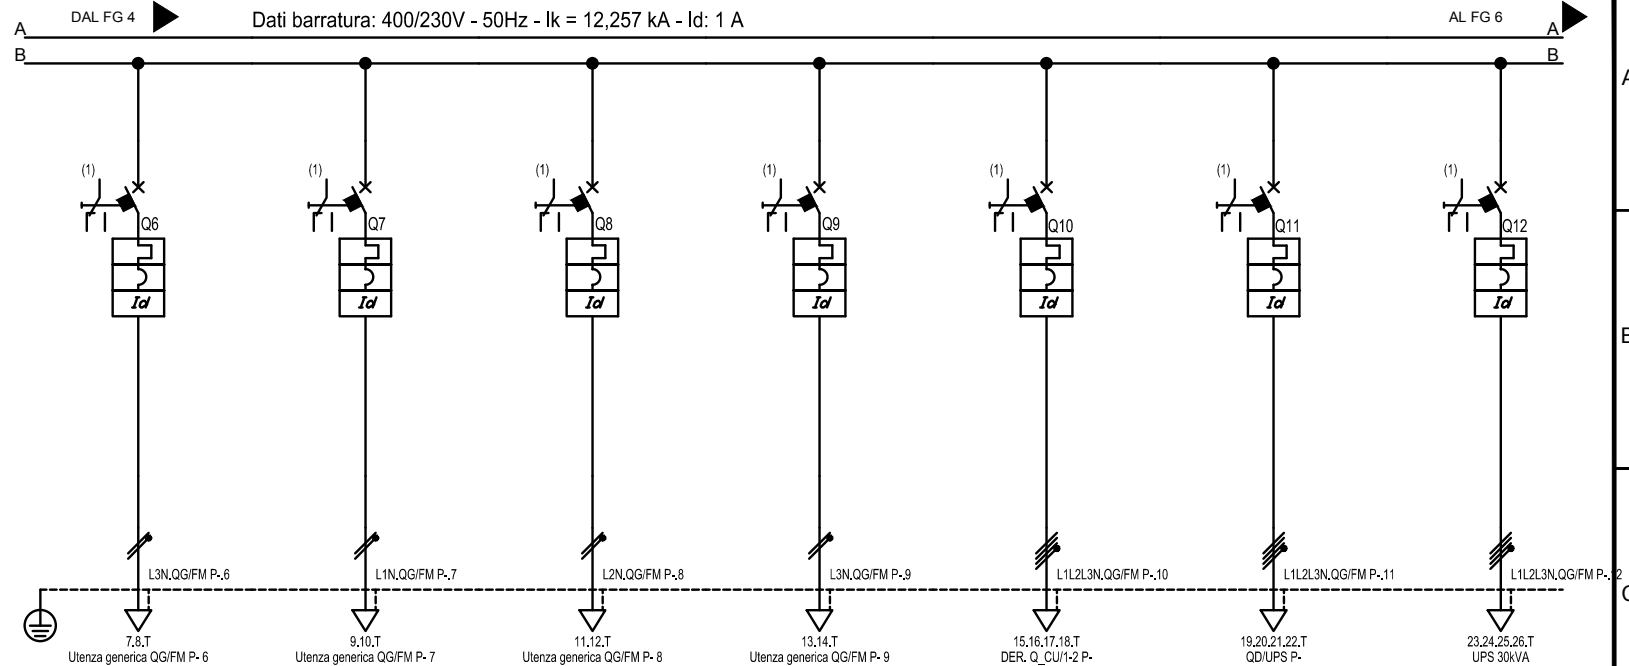 DAL FG 4
Dati barratura: 400/230V - 50Hz - Ik = 12,257 kA - Id: 1 A
AL FG 6
A A
B B
A
(1) (1) (1) (1) (1) (1) (1)
Q6 Q7 Q8 Q9 Q10 Q11 Q12
Id Id Id Id Id Id Id
B
L3N.QG/FM P-.6 L1N.QG/FM P-.7 L2N.QG/FM P-.8 L3N.QG/FM P-.9 L1L2L3N.QG/FM P-.10 L1L2L3N.QG/FM P-.11 L1L2L3N.QG/FM P-.12
C
7.8.T 9.10.T 11.12.T 13.14.T 15.16.17.18.T 19.20.21.22.T 23.24.25.26.T
Utenza generica QG/FM P- 6 Utenza generica QG/FM P- 7 Utenza generica QG/FM P- 8 Utenza generica QG/FM P- 9 DER. Q_CU/1-2 P- QD/UPS P- UPS 30kVA